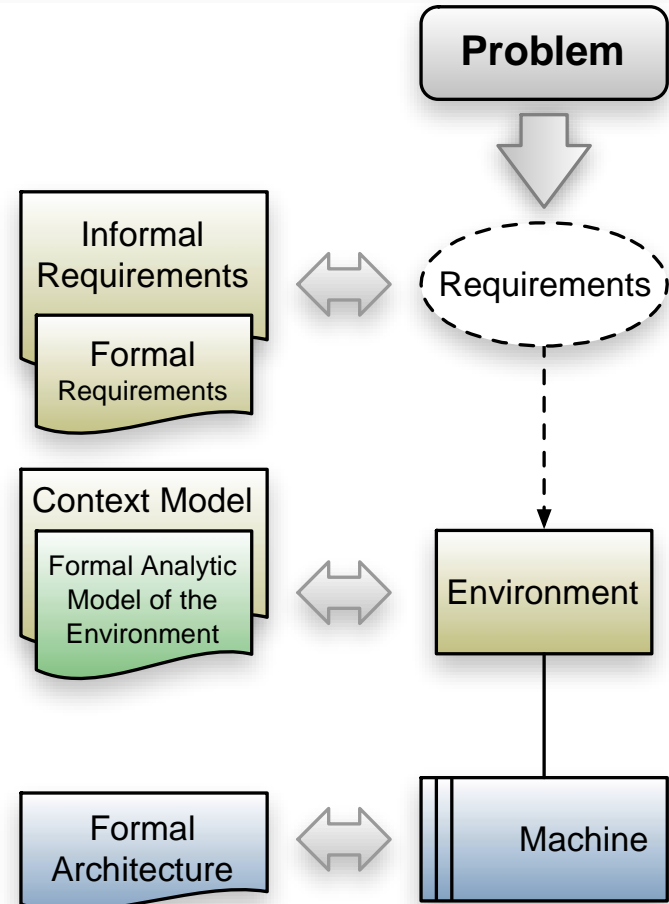 Problem
Informal
Requirements
Requirements
Formal
Requirements
Context Model
Formal Analytic
Model of the
Environment
Environment
Formal
Architecture
Machine